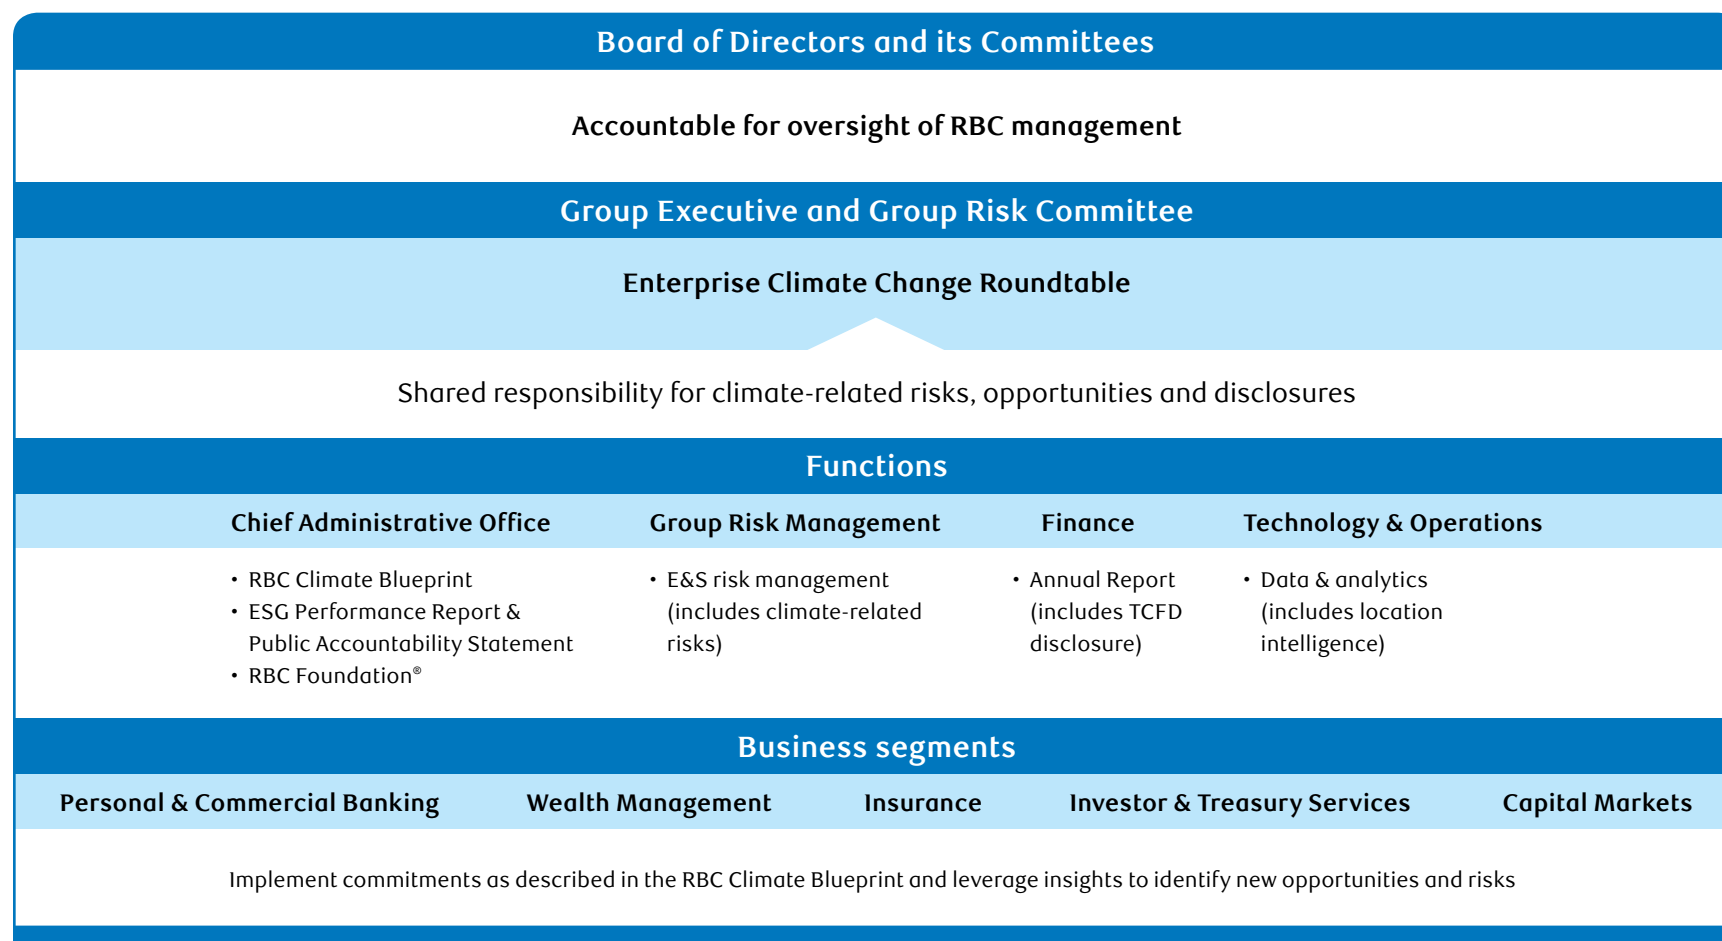 Board of Directors and its Committees
Accountable for oversight of RBC management
Group Executive and Group Risk Committee
Enterprise Climate Change Roundtable
Shared responsibility for climate-related risks, opportunities and disclosures
Functions
Chief Administrative Office
• RBC Climate Blueprint
• ESG Performance Report &
Public Accountability Statement
• RBC Foundation®
Group Risk Management
• E&S risk management
(includes climate-related
risks)
Finance
• Annual Report
(includes TCFD
disclosure)
Technology & Operations
• Data & analytics
(includes location
intelligence)
Business segments
Personal & Commercial Banking
Wealth Management
Insurance
Investor & Treasury Services
Capital Markets
Implement commitments as described in the RBC Climate Blueprint and leverage insights to identify new opportunities and risks